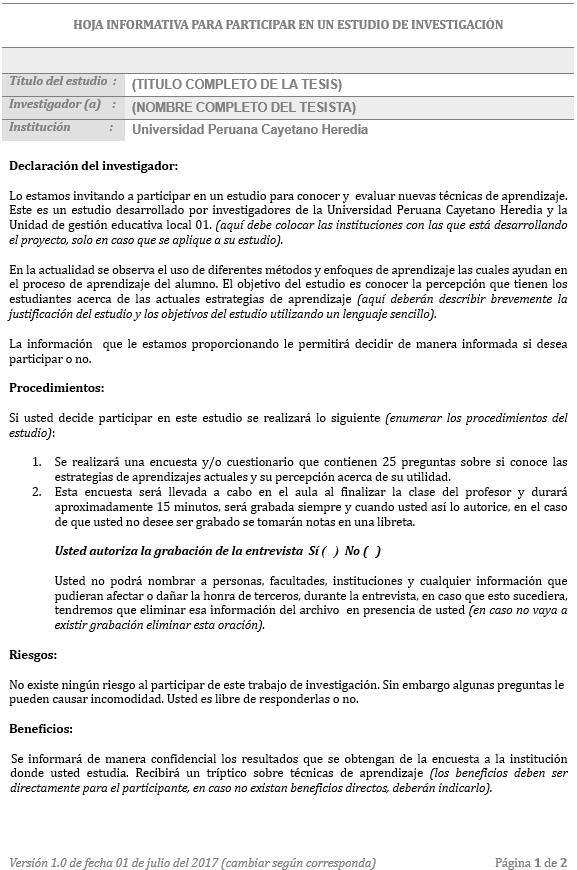 HOJA INFORMATIVA PARA PARTICIPAR EN UN ESTUDIO DE INVESTIGACIÓN
Título del estudio : (TITULO COMPLETO DE LA TESIS)
Investigador (a) : (NOMBRE COMPLETO DEL TESISTA)
Institución : Universidad Peruana Cayetano Heredia
Declaración del investigador:
Lo estamos invitando a participar en un estudio para conocer y evaluar nuevas técnicas de aprendizaje.
Este es un estudio desarrollado por investigadores de la Universidad Peruana Cayetano Heredia y la
Unidad de gestión educativa local 01. (aquí debe colocar las instituciones con las que está desarrollando
el proyecto, solo en caso que se aplique a su estudio).
En la actualidad se observa el uso de diferentes métodos y enfoques de aprendizaje las cuales ayudan en
el proceso de aprendizaje del alumno. El objetivo del estudio es conocer la percepción que tienen los
estudiantes acerca de las actuales estrategias de aprendizaje (aquí deberán describir brevemente la
justificación del estudio y los objetivos del estudio utilizando un lenguaje sencillo).
La información que le estamos proporcionando le permitirá decidir de manera informada si desea
participar o no.
Procedimientos:
Si usted decide participar en este estudio se realizará lo siguiente (enumerar los procedimientos del
estudio):
1. Se realizará una encuesta y/o cuestionario que contienen 25 preguntas sobre si conoce las
estrategias de aprendizajes actuales y su percepción acerca de su utilidad.
2. Esta encuesta será llevada a cabo en el aula al finalizar la clase del profesor y durará
aproximadamente 15 minutos, será grabada siempre y cuando usted así lo autorice, en el caso
de que usted no desee ser grabado se tomarán notas en una libreta.
Usted autoriza la grabación de la entrevista Sí ( ) No ( )
Usted no podrá nombrar a personas, facultades, instituciones y cualquier información que
pudieran afectar o dañar la honra de terceros, durante la entrevista, en caso que esto sucediera,
tendremos que eliminar esa información del archivo en presencia de usted (en caso no vaya a
existir grabación eliminar esta oración).
Riesgos:
No existe ningún riesgo al participar de este trabajo de investigación. Sin embargo algunas preguntas le
pueden causar incomodidad. Usted es libre de responderlas o no.
Beneficios:
Se informará de manera confidencial los resultados que se obtengan de la encuesta a la institución
donde usted estudia. Recibirá un tríptico sobre técnicas de aprendizaje (los beneficios deben ser
directamente para el participante, en caso no existan beneficios directos, deberán indicarlo).
Versión 1.0 de fecha 01 de julio del 2017 (cambiar según corresponda) Página 1 de 2